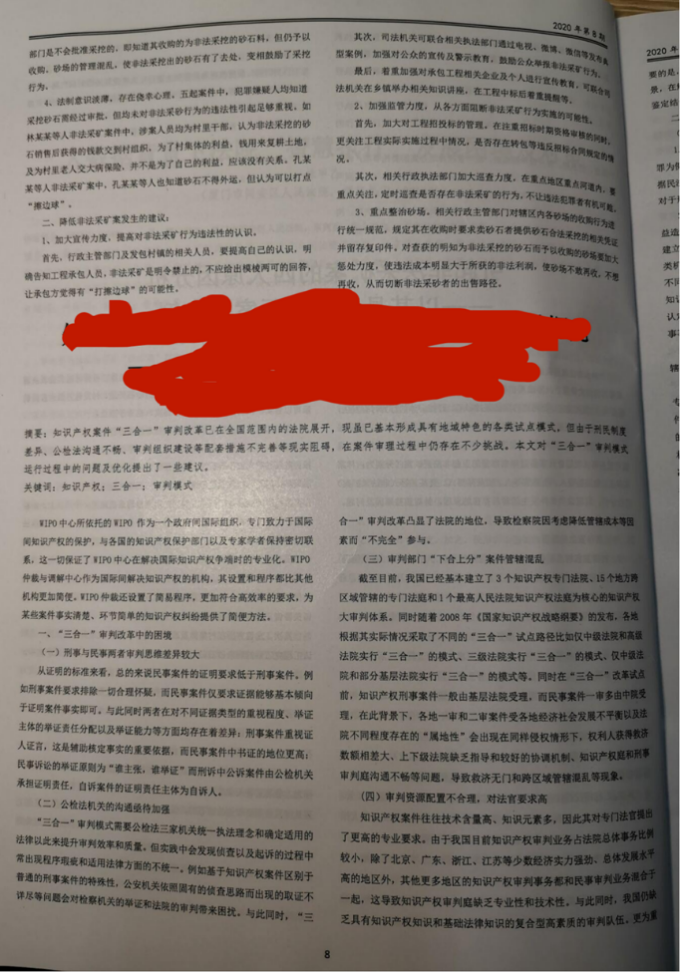 2020 年第 8 期
部门是不会批准采挖的，即知道其收购的为非法采挖的砂石料，但仍予以
收购，砂场的管理混乱，使非法采挖出的砂石有了去处，变相鼓励了采挖
行为。
4、法制意识淡薄，存在侥幸心理。五起案件中，犯罪嫌疑人均知道
采挖砂石需经过审批，但均未对非法采砂行为的违法性引起足够重视。如
林某某等人非法采矿案件中，涉案人员均为村里干部，认为非法采挖的砂
石销售后获得的钱款交到村组织，为了村集体的利益，钱用来复耕土地，
及为村里老人交大病保险，并不是为了自己的利益，应该没有关系。孔某
某等人非法采矿案中，孔某某等人也知道砂石不得外运，但认为可以打点
“擦边球”。
二、降低非法采矿案发生的建议：
1、加大宣传力度，提高对非法采矿行为违法性的认识。
首先，行政主管部门及发包村镇的相关人员，要提高自己的认识，明
确告知工程承包人员，非法采矿是明令禁止的，不应给出模棱两可的回答，
让承包方觉得有“打擦边球”的可能性。
其次，司法机关可联合相关执法部门通过电视、微博、微信等发布典
型案例，加强对公众的宣传及警示教育，鼓励公众举报非法采矿行为。
最后，着重加强对承包工程相关企业及个人进行宣传教育，可联合司
法机关在乡镇举办相关知识讲座，在工程中标后着重提醒等。
2、加强监管力度，从各方面阻断非法采矿行为实施的可能性。
首先，加大对工程招投标的管理。在注重招标时期资格审核的同时，
更关注工程实际实施过程中情况，是否存在转包等违反招标合同规定的情
况。
其次，相关行政执法部门加大巡查力度，在重点地区重点河道内，要
重点关注，定时巡查是否存在非法采矿的行为，不让违法犯罪者有机可趁。
3、重点整治砂场，相关行政主管部门对辖区内各砂场的收购行为进
行统一规范，规定其在收购时要求卖砂石者提供砂石合法采挖的相关凭证
并留存复印件，对查获的明知为非法采挖的砂石而予以收购的砂场要加大
惩处力度，使违法成本明显大于所获的非法利润，使砂场不敢再收，不想
再收，从而切断非法采砂者的出售路径。
摘要：知识产权案件“三合一”审判改革已在全国范围内的法院展开，现虽已基本形成具有地域特色的各类试点模式，但由于刑民制度
差异、公检法沟通不畅、审判组织建设等配套措施不完善等现实阻碍，在案件审理过程中仍存在不少挑战。本文对“三合一”审判模式
运行过程中的问题及优化提出了一些建议。
关键词：知识产权；三合一；审判模式
WIPO 中心所依托的 WIPO 作为一个政府间国际组织，专门致力于国际
间知识产权的保护，与各国的知识产权保护部门以及专家学者保持密切联
系，这一切保证了 WIPO 中心在解决国际知识产权争端时的专业化。WIPO
仲裁与调解中心作为国际间解决知识产权的机构，其设置和程序都比其他
机构更加简便。WIPO 仲裁还设置了简易程序，更加符合高效率的要求，为
某些案件事实清楚、环节简单的知识产权纠纷提供了简便方法。
一、“三合一”审判改革中的困境
（一）刑事与民事两者审判思维差异较大
从证明的标准来看，总的来说民事案件的证明要求低于刑事案件。例
如刑事案件要求排除一切合理怀疑，而民事案件仅要求证据能够基本倾向
于证明案件事实即可。与此同时两者在对不同证据类型的重视程度、举证
主体的举证责任分配以及举证能力等方面均存在着差异：刑事案件重视证
人证言，这是辅助核定事实的重要依据，而民事案件中书证的地位更高；
民事诉讼的举证原则为“谁主张，谁举证”而刑诉中公诉案件由公检机关
承担证明责任，自诉案件的证明责任主体为自诉人。
（二）公检法机关的沟通亟待加强
“三合一”审判模式需要公检法三家机关统一执法理念和确定适用的
法律以此来提升审判效率和质量。但实践中会发现侦查以及起诉的过程中
常出现程序瑕疵和适用法律方面的不统一。例如基于知识产权案件区别于
普通的刑事案件的特殊性，公安机关依照固有的侦查思路而出现的取证不
详尽等问题会对检察机关的举证和法院的审判带来困扰。与此同时，“三
合一”审判改革凸显了法院的地位，导致检察院因考虑降低管辖成本等因
素而“不完全”参与。
（三）审判部门“下合上分”案件管辖混乱
截至目前，我国已经基本建立了 3 个知识产权专门法院、15 个地方跨
区域管辖的专门法庭和 1 个最高人民法院知识产权法庭为核心的知识产权
大审判体系。同时随着 2008 年《国家知识产权战略纲要》的发布，各地
根据其实际情况采取了不同的“三合一”试点路径比如仅中级法院和高级
法院实行“三合一”的模式、三级法院实行“三合一”的模式、仅中级法
院和部分基层法院实行“三合一”的模式等。同时在“三合一”改革试点
前，知识产权刑事案件一般由基层法院受理，而民事案件一审多由中院受
理，在此背景下，各地一审和二审案件受各地经济社会发展不平衡以及法
院不同程度存在的“属地性”会出现在同样侵权情形下，权利人获得救济
数额相差大、上下级法院缺乏指导和较好的协调机制、知识产权庭和刑事
审判庭沟通不畅等问题，导致救济无门和跨区域管辖混乱等现象。
（四）审判资源配置不合理，对法官要求高
知识产权案件往往技术含量高、知识元素多，因此其对专门法官提出
了更高的专业要求。由于我国目前知识产权审判业务占法院总体事务比例
较小，除了北京、广东、浙江、江苏等少数经济实力强劲、总体发展水平
高的地区外，其他更多地区的知识产权审判事务都和民事审判业务混合于
一起，这导致知识产权审判庭缺乏专业性和技术性。与此同时，我国仍缺
乏具有知识产权知识和基础法律知识的复合型高素质的审判队伍。更为重
8
2020 年